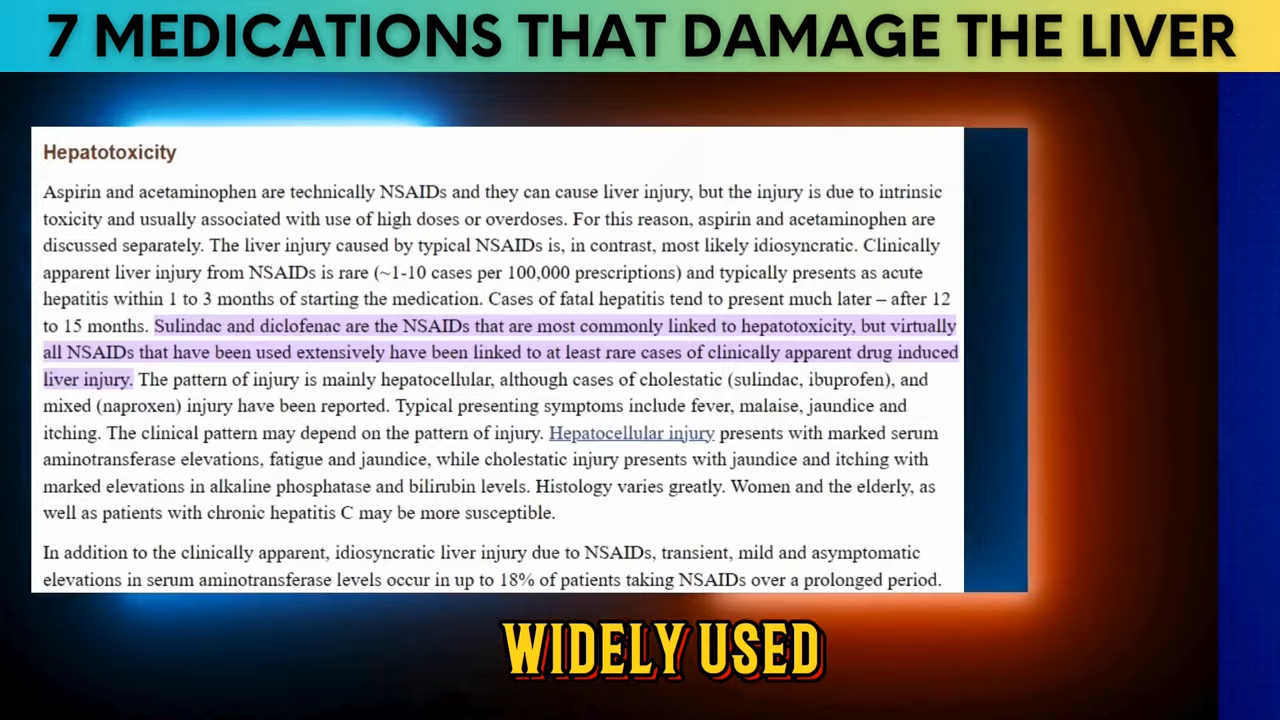 7 MEDICATIONS THAT DAMAGE THE LIVER
Hepatotoxicity
Aspirin and acetaminophen are technically NSAIDs and they can cause liver injury, but the injury is due to intrinsic
toxicity and usually associated with use of high doses or overdoses. For this reason, aspirin and acetaminophen are
discussed separately. The liver injury caused by typical NSAIDs is, in contrast, most likely idiosyncratic. Clinically
apparent liver injury from NSAIDs is rare (~1-10 cases per 100,000 prescriptions) and typically presents as acute
hepatitis within 1 to 3 months of starting the medication. Cases of fatal hepatitis tend to present much later – after 12
to 15 months. Sulindac and diclofenac are the NSAIDs that are most commonly linked to hepatotoxicity, but virtually
all NSAIDs that have been used extensively have been linked to at least rare cases of clinically apparent drug induced
liver injury. The pattern of injury is mainly hepatocellular, although cases of cholestatic (sulindac, ibuprofen), and
mixed (naproxen) injury have been reported. Typical presenting symptoms include fever, malaise, jaundice and
itching. The clinical pattern may depend on the pattern of injury. Hepatocellular injury presents with marked serum
aminotransferase elevations, fatigue and jaundice, while cholestatic injury presents with jaundice and itching with
marked elevations in alkaline phosphatase and bilirubin levels. Histology varies greatly. Women and the elderly, as
well as patients with chronic hepatitis C may be more susceptible.
In addition to the clinically apparent, idiosyncratic liver injury due to NSAIDs, transient, mild and asymptomatic
elevations in serum aminotransferase levels occur in up to 18% of patients taking NSAIDs over a prolonged period.
WIDELY USED